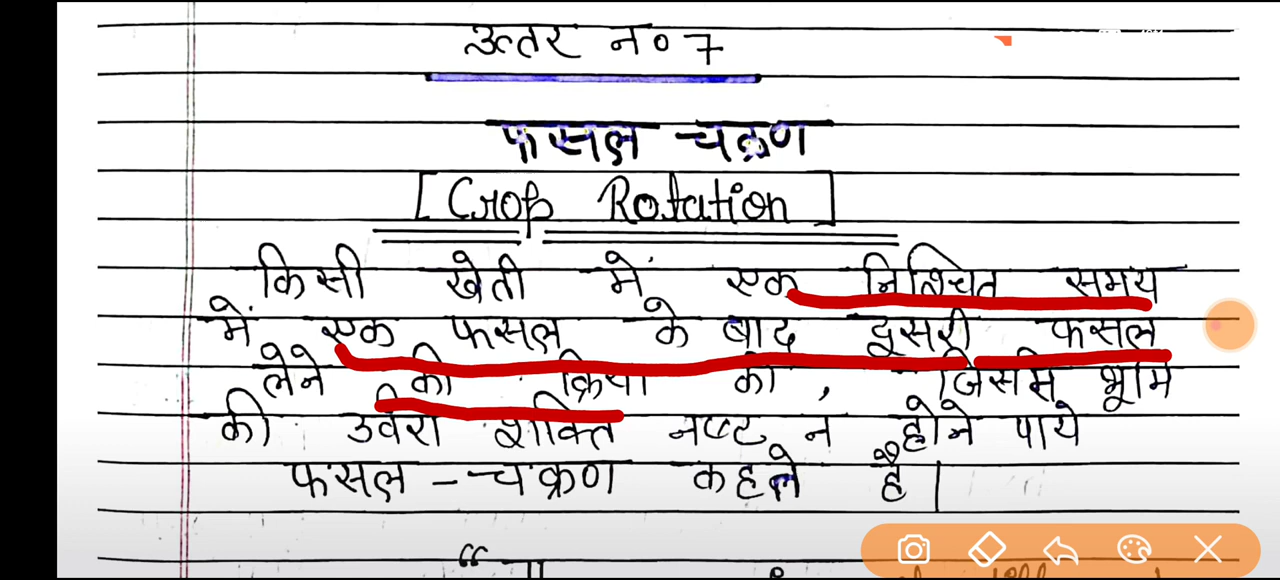 उत्तर न० 7
फसल चक्रण
[Crop Rotation]
किसी खेती में एक निश्चित समय
में एक फसल के बाद दूसरी फसल
लेने की क्रिया को, जिसमे भूमि
की उर्वरा शक्ति नष्ट न होने पाये
फसल - चक्रण कहते है।